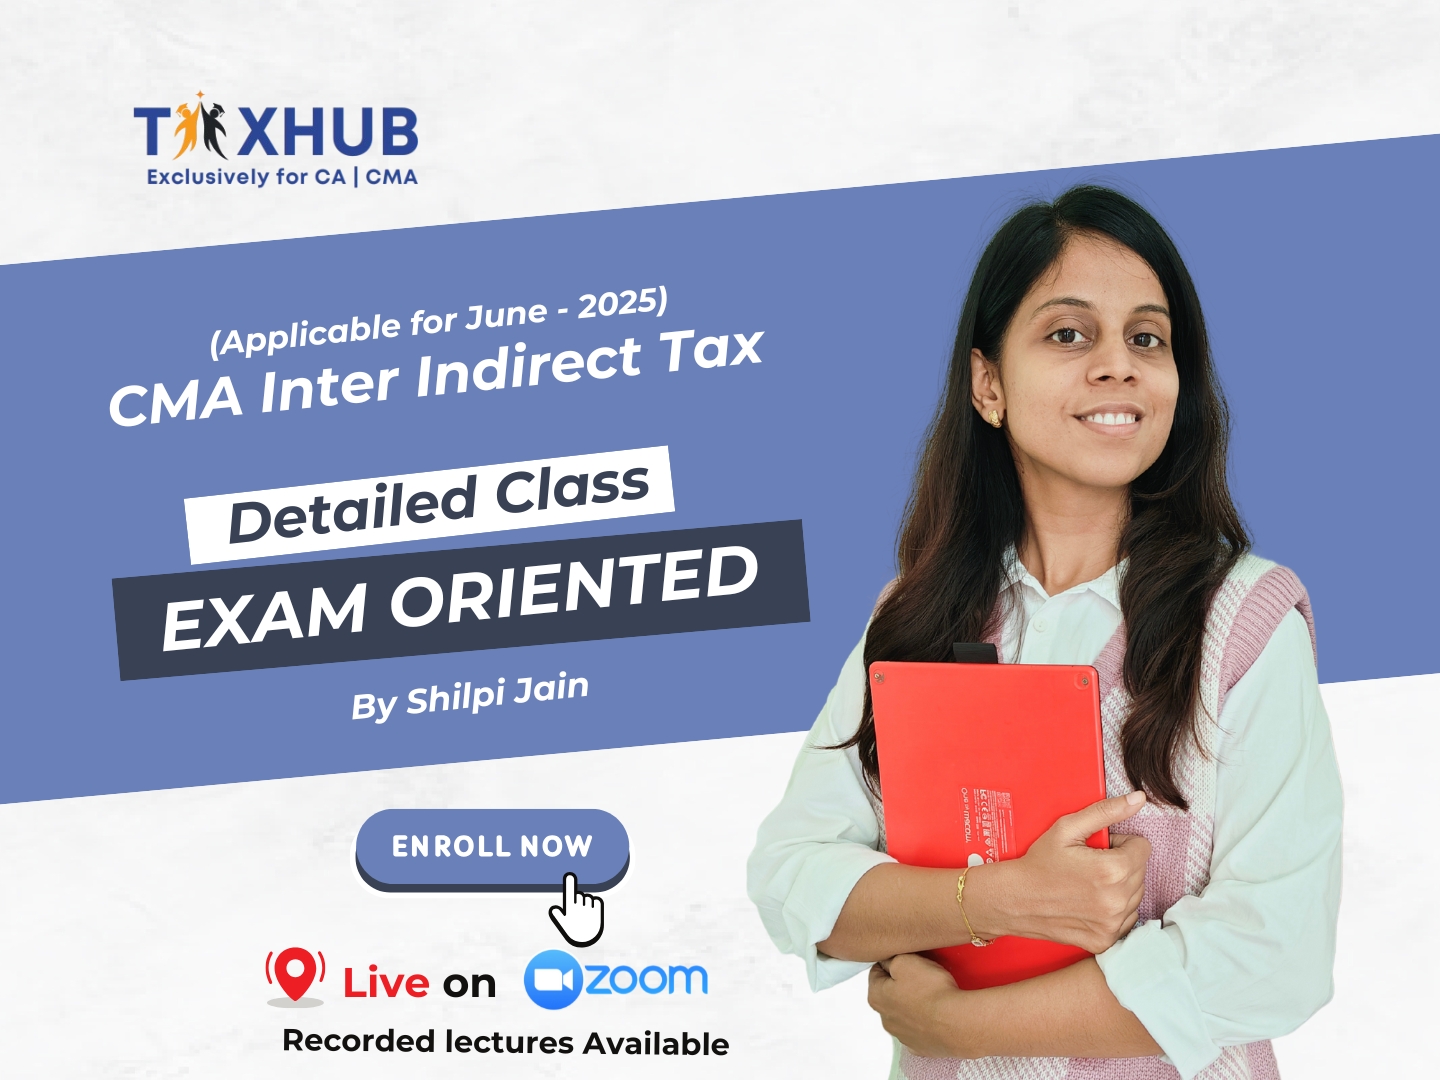 TAXHUB
Exclusively for CA | CMA
(Applicable for June - 2025)
CMA Inter Indirect Tax
Detailed Class
EXAM ORIENTED
By Shilpi Jain
ENROLL NOW
Live on zoom
Recorded lectures Available